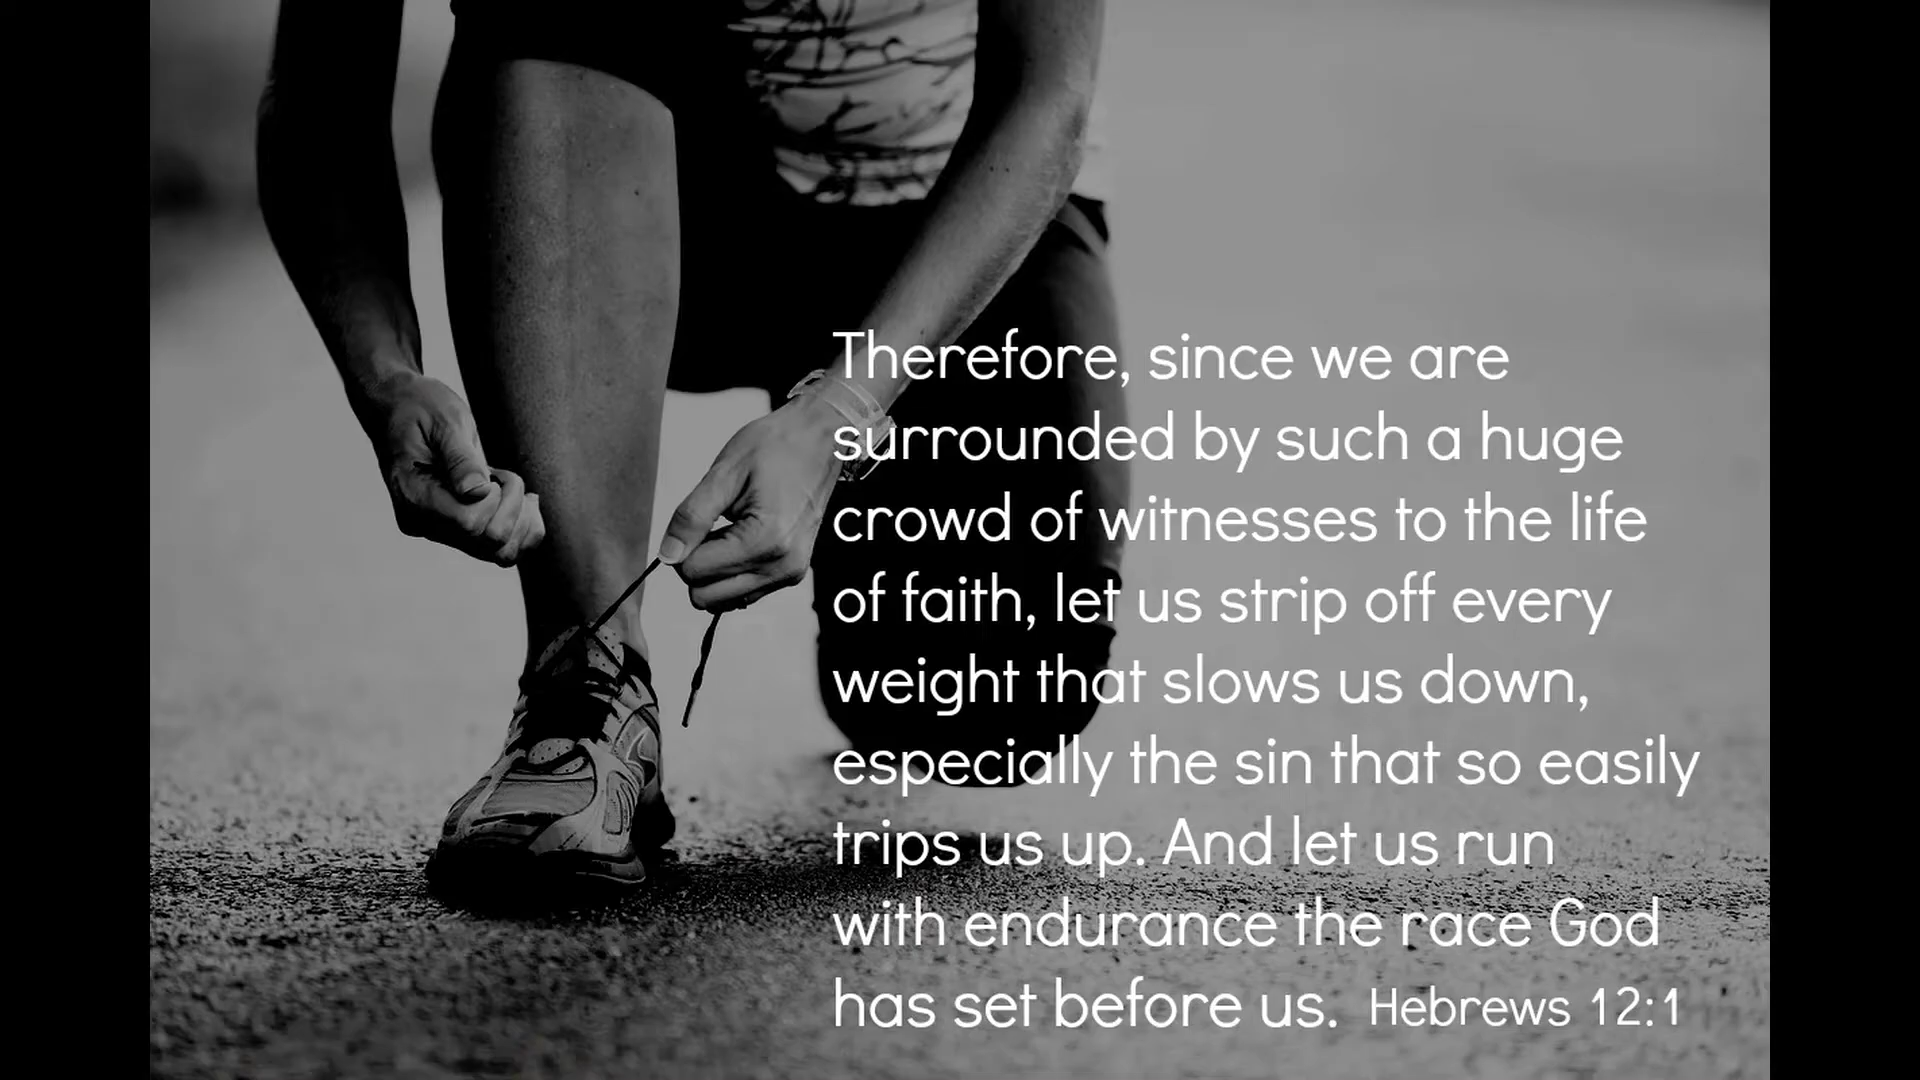 Therefore, since we are
surrounded by such a huge
crowd of witnesses to the life
of faith, let us strip off every
weight that slows us down,
especially the sin that so easily
trips us up. And let us run
with endurance the race God
has set before us. Hebrews 12:1